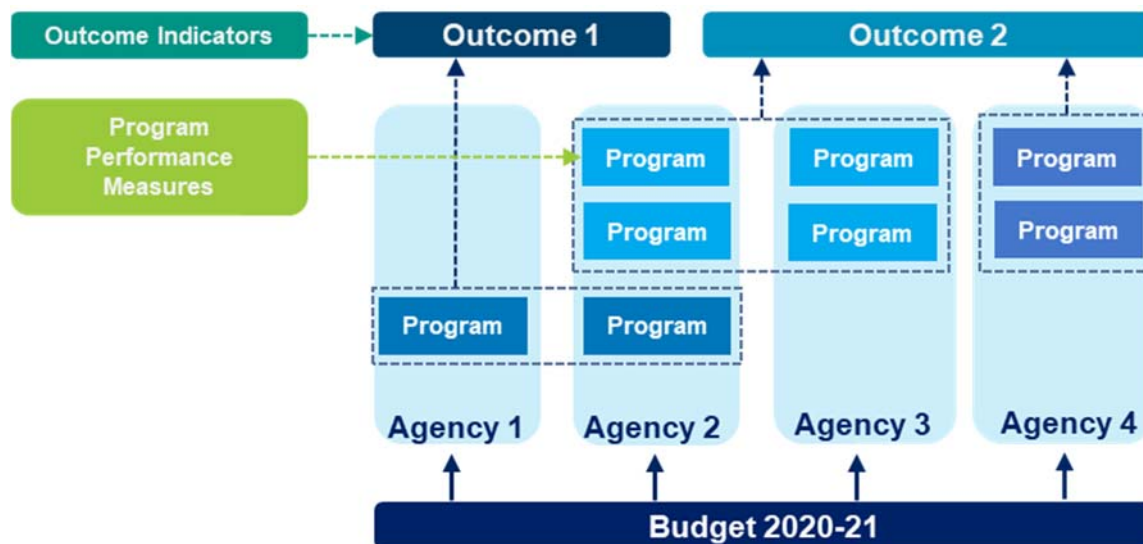 Outcome Indicators
Outcome 1
Outcome 2
Program
Performance
Measures
Program
Program
Program
Program
Program
Program
Program
Program
Agency 1
Agency 2
Agency 3
Agency 4
Budget 2020-21